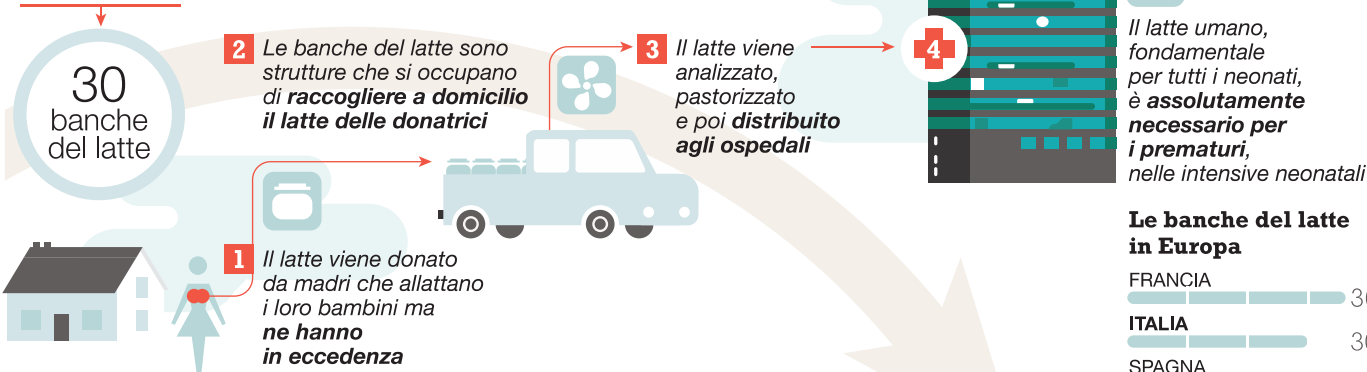 30
banche
del latte
1
Il latte viene donato
da madri che allattano
i loro bambini ma
ne hanno
in eccedenza
2
Le banche del latte sono
strutture che si occupano
di raccogliere a domicilio
il latte delle donatrici
3
Il latte viene
analizzato,
pastorizzato
e poi distribuito
agli ospedali
4
Il latte umano,
fondamentale
per tutti i neonati,
è assolutamente
necessario per
i prematuri,
nelle intensive neonatali
Le banche del latte
in Europa
FRANCIA
ITALIA
SPAGNA